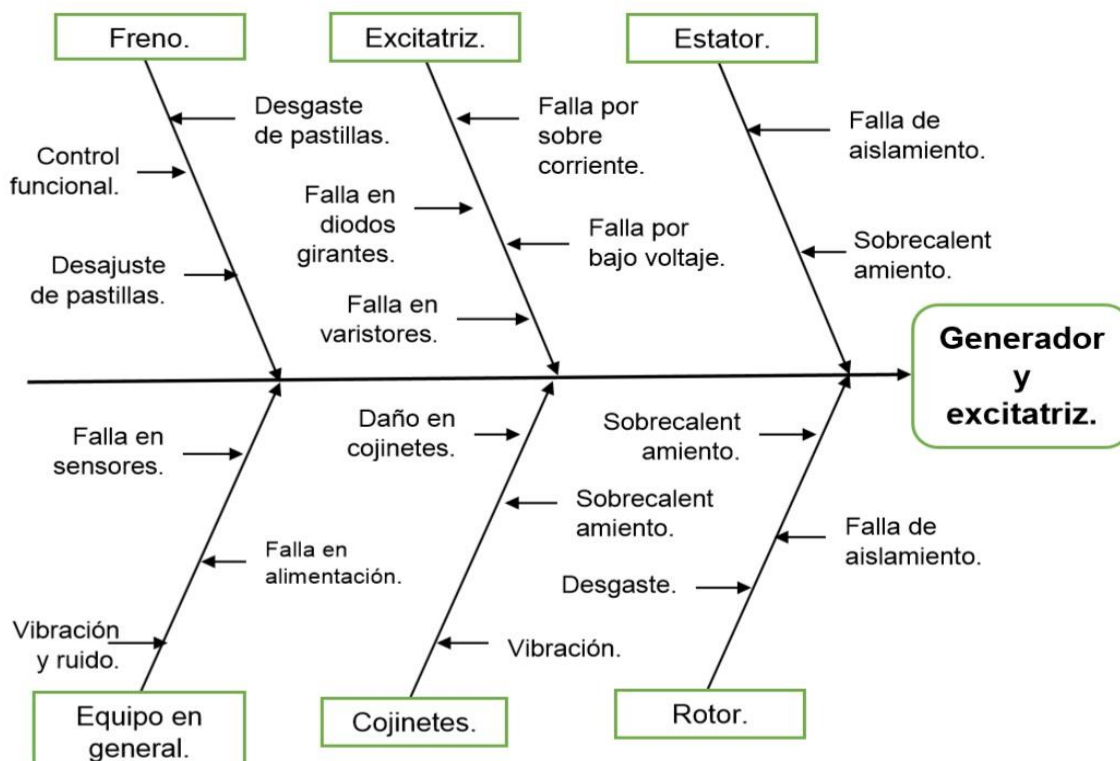 Freno.
Excitatriz.
Estator.
Desgaste
de pastillas.
Control
funcional.
Desajuste
de pastillas.
Falla por
sobre
corriente.
Falla en
diodos
girantes.
Falla por
bajo voltaje.
Falla en
varistores.
Falla de
aislamiento.
Sobrecalent
amiento.
Generador
y
excitatriz.
Falla en
sensores.
Falla en
alimentación.
Vibración
y ruido.
Daño en
cojinetes.
Sobrecalent
amiento.
Vibración.
Sobrecalent
amiento.
Falla de
aislamiento.
Desgaste.
Equipo en
general.
Cojinetes.
Rotor.